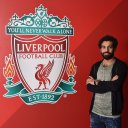 YOU'LL NEVER WALK ALONE
LIVERPOOL
FOOTBALL CLUB
EST·1892